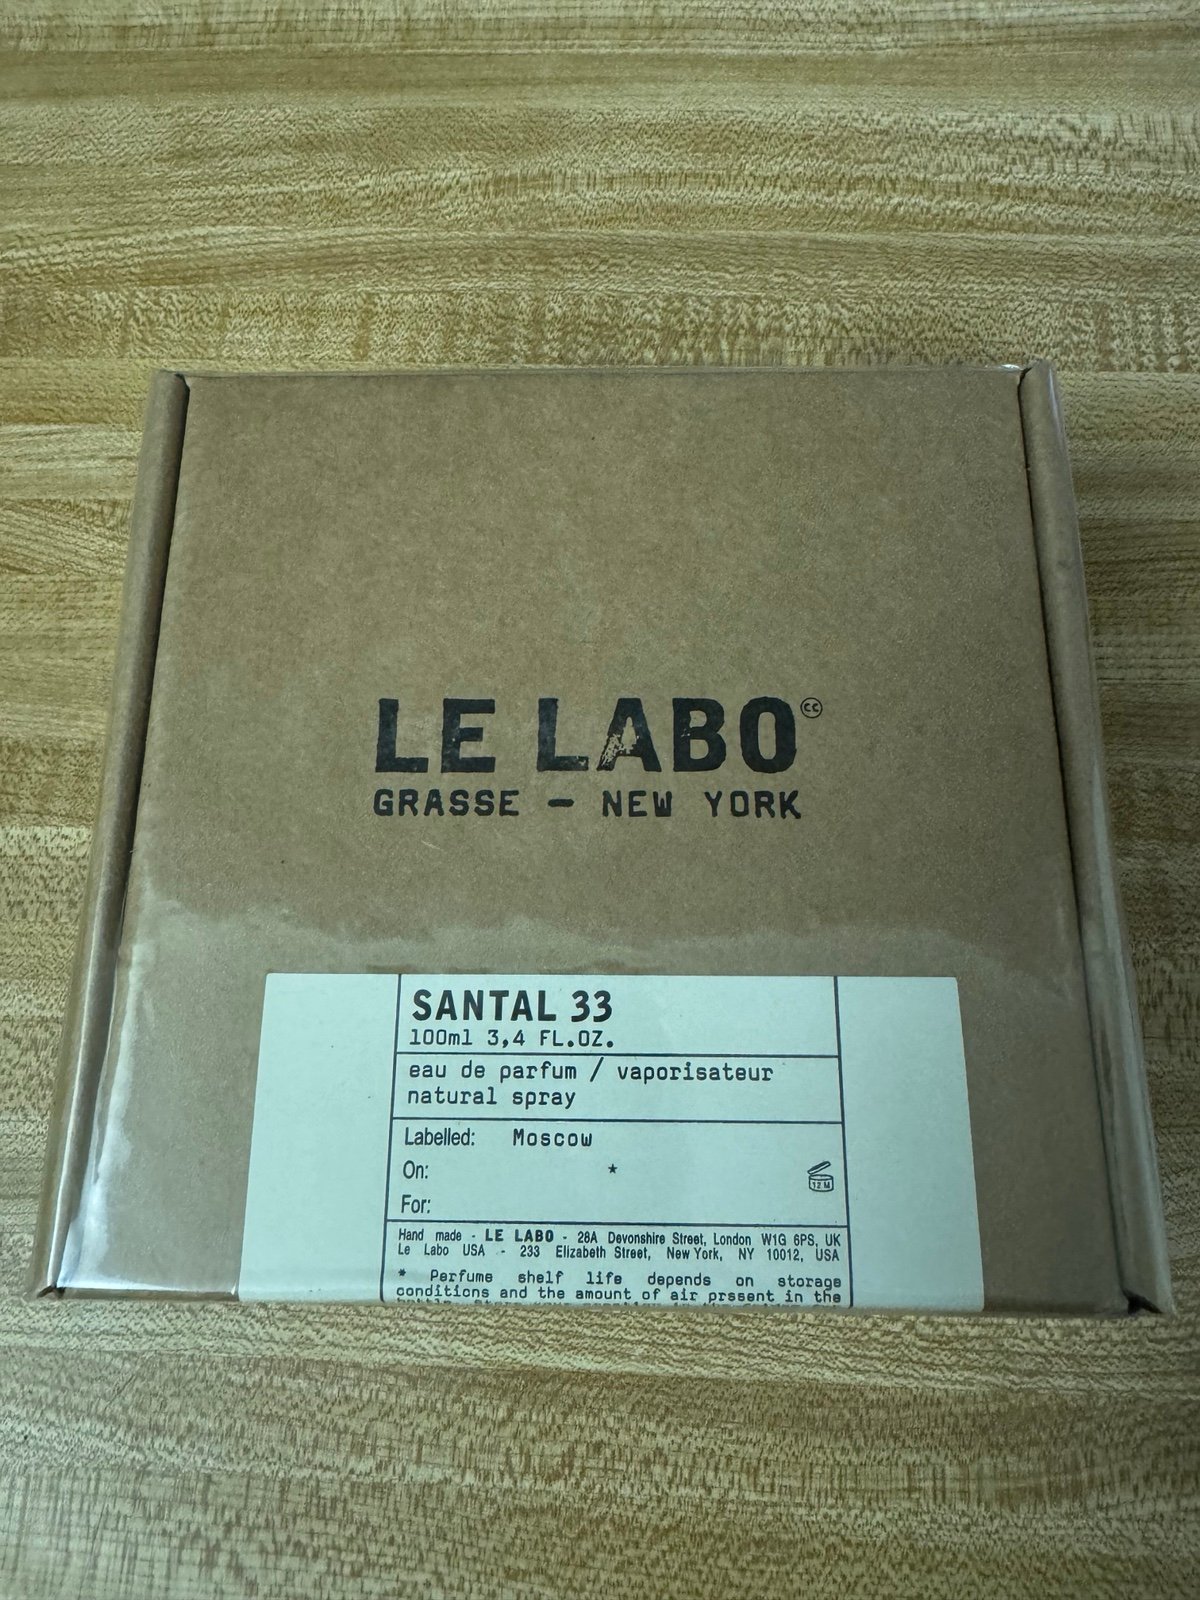 LE LABO
GRASSE - NEW YORK
SANTAL 33
100ml 3,4 FL.OZ.
eau de parfum / vaporisateur
natural spray
Labelled: Moscow
On: *
12 M
For:
Hand made - LE LABO - 28A Devonshire Street, London W1G 6PS, UK
Le Labo USA - 233 Elizabeth Street, New York, NY 10012, USA
* Perfume shelf life depends on storage
conditions and the amount of air prssent in the